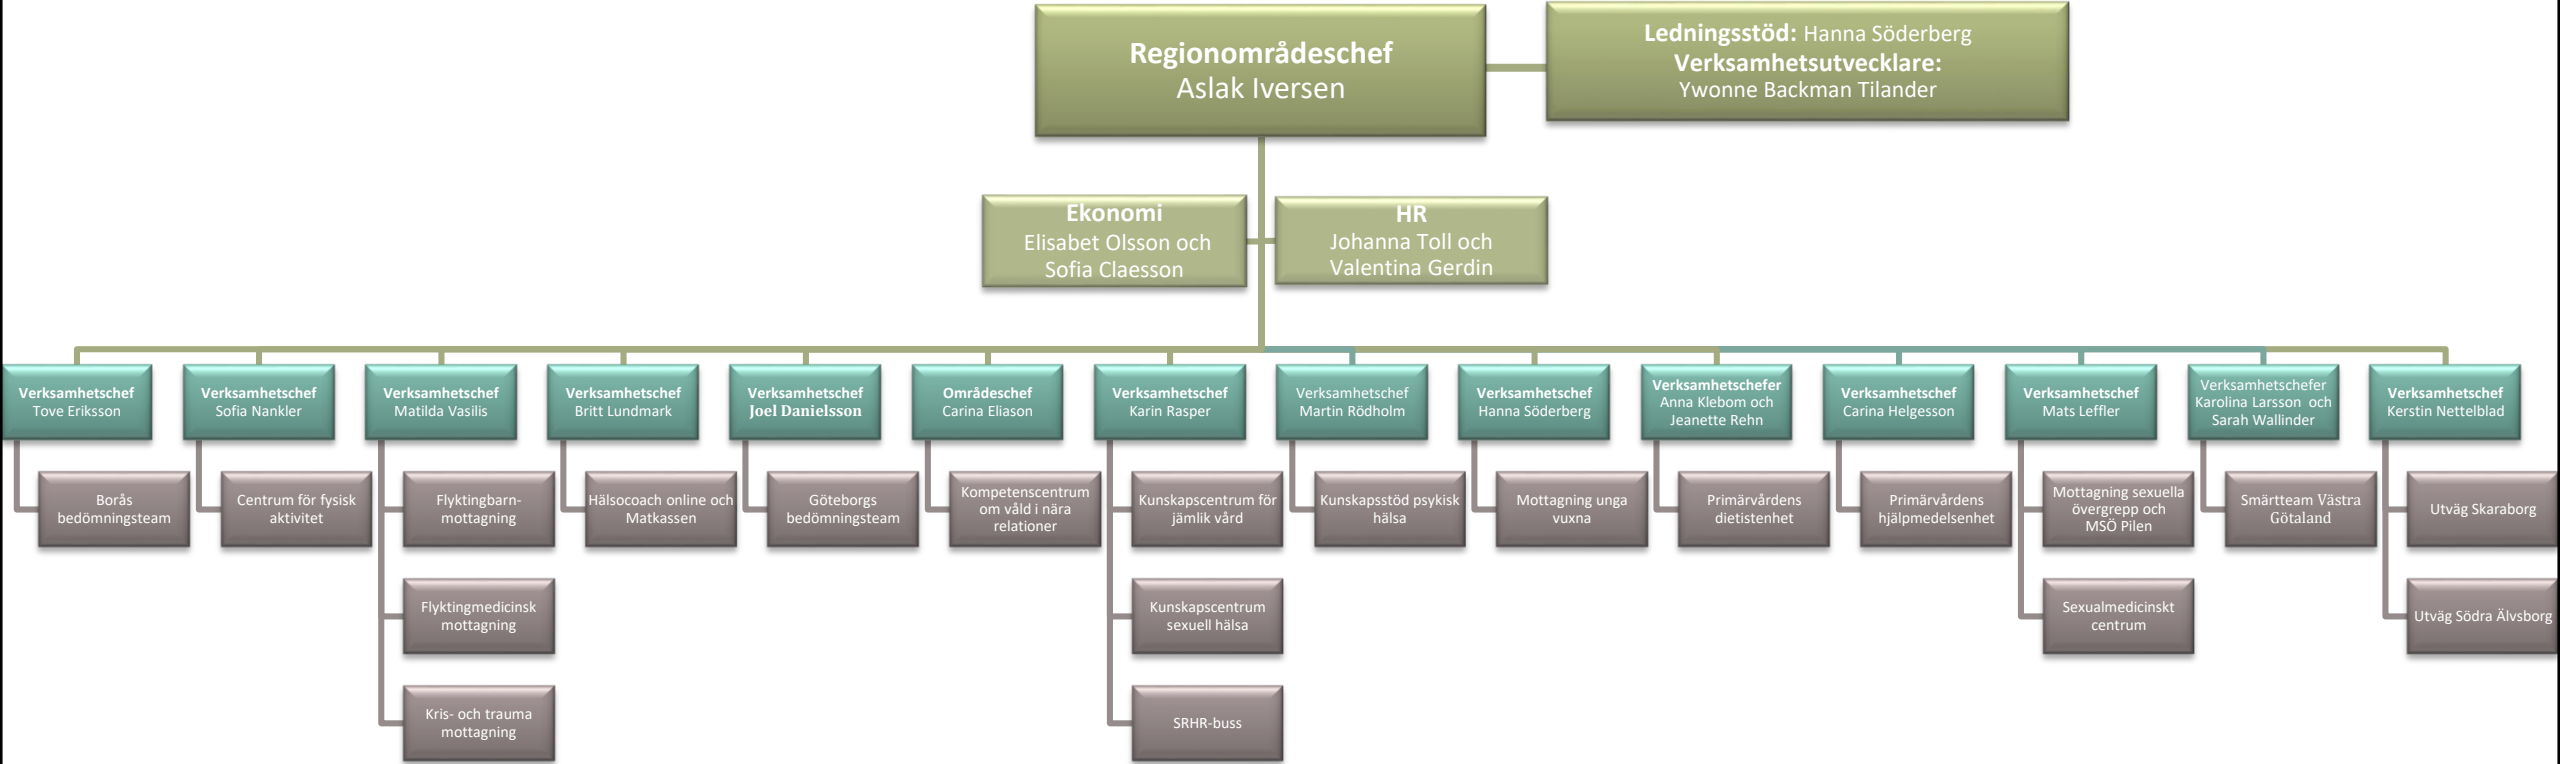 Regionområdeschef
Aslak Iversen
Ledningsstöd: Hanna Söderberg
Verksamhetsutvecklare:
Ywonne Backman Tilander
Ekonomi
Elisabet Olsson och
Sofia Claesson
HR
Johanna Toll och
Valentina Gerdin
Verksamhetschef
Tove Eriksson
Verksamhetschef
Sofia Nankler
Verksamhetschef
Matilda Vasilis
Verksamhetschef
Britt Lundmark
Verksamhetschef
Joel Danielsson
Områdeschef
Carina Eliason
Verksamhetschef
Karin Rasper
Verksamhetschef
Martin Rödholm
Verksamhetschef
Hanna Söderberg
Verksamhetschefer
Anna Klebom och
Jeanette Rehn
Verksamhetschef
Carina Helgesson
Verksamhetschef
Mats Leffler
Verksamhetschefer
Karolina Larsson och
Sarah Wallinder
Verksamhetschef
Kerstin Nettelblad
Borås
bedömningsteam
Centrum för fysisk
aktivitet
Flyktingbarn-
mottagning
Hälsocoach online och
Matkassen
Göteborgs
bedömningsteam
Kompetenscentrum
om våld i nära
relationer
Kunskapscentrum för
jämlik vård
Kunskapsstöd psykisk
hälsa
Mottagning unga
vuxna
Primärvårdens
dietistenhet
Primärvårdens
hjälpmedelsenhet
Mottagning sexuella
övergrepp och
MSÖ Pilen
Smärtteam Västra
Götaland
Utväg Skaraborg
Flyktingmedicinsk
mottagning
Kunskapscentrum
sexuell hälsa
Sexualmedicinskt
centrum
Utväg Södra Älvsborg
Kris- och trauma
mottagning
SRHR-buss